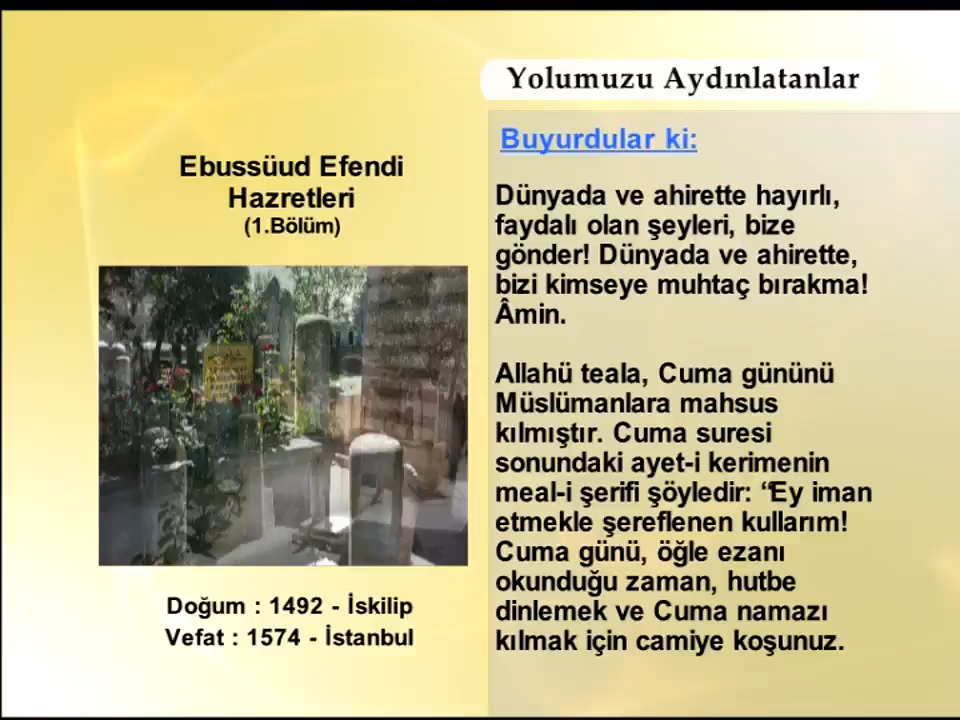 Yolumuzu Aydınlatanlar
Ebussüud Efendi
Hazretleri
(1.Bölüm)
Doğum : 1492 - İskilip
Vefat : 1574 - İstanbul
Buyurdular ki:
Dünyada ve ahirette hayırlı,
faydalı olan şeyleri, bize
gönder! Dünyada ve ahirette,
bizi kimseye muhtaç bırakma!
Âmin.
Allahü teala, Cuma gününü
Müslümanlara mahsus
kılmıştır. Cuma suresi
sonundaki ayet-i kerimenin
meal-i şerifi şöyledir: “Ey iman
etmekle şereflenen kullarım!
Cuma günü, öğle ezanı
okunduğu zaman, hutbe
dinlemek ve Cuma namazı
kılmak için camiye koşunuz.